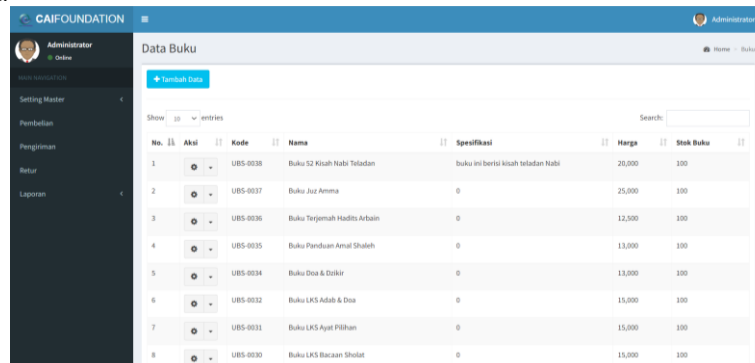 CAIFOUNDATION
Administrator
Administrator
Online
Data Buku
Home > Buku
MAIN NAVIGATION
+ Tambah Data
Setting Master
Pembelian
Pengiriman
Retur
Laporan
Show 10 entries
Search:
No. Aksi Kode Nama Spesifikasi Harga Stok Buku
1 UBS-0038 Buku 52 Kisah Nabi Teladan buku ini berisi kisah teladan Nabi 20,000 100
2 UBS-0037 Buku Juz Amma 0 25,000 100
3 UBS-0036 Buku Terjemah Hadits Arbain 0 12,500 100
4 UBS-0035 Buku Panduan Amal Shaleh 0 13,000 100
5 UBS-0034 Buku Doa & Dzikir 0 13,000 100
6 UBS-0032 Buku LKS Adab & Doa 0 15,000 100
7 UBS-0031 Buku LKS Ayat Pilihan 0 15,000 100
8 UBS-0030 Buku LKS Bacaan Sholat 0 15,000 100